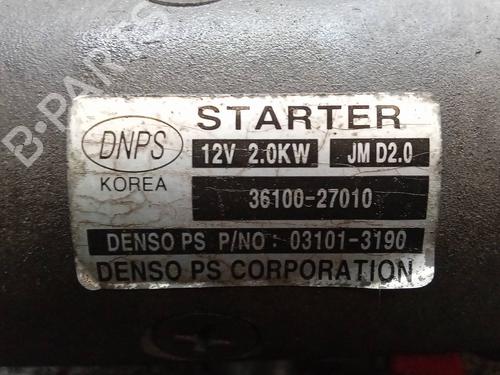 B-PARTS
DNPS
KOREA
STARTER
12V 2.0KW JM D2.0
36100-27010
DENSO PS P/NO : 03101-3190
DENSO PS CORPORATION